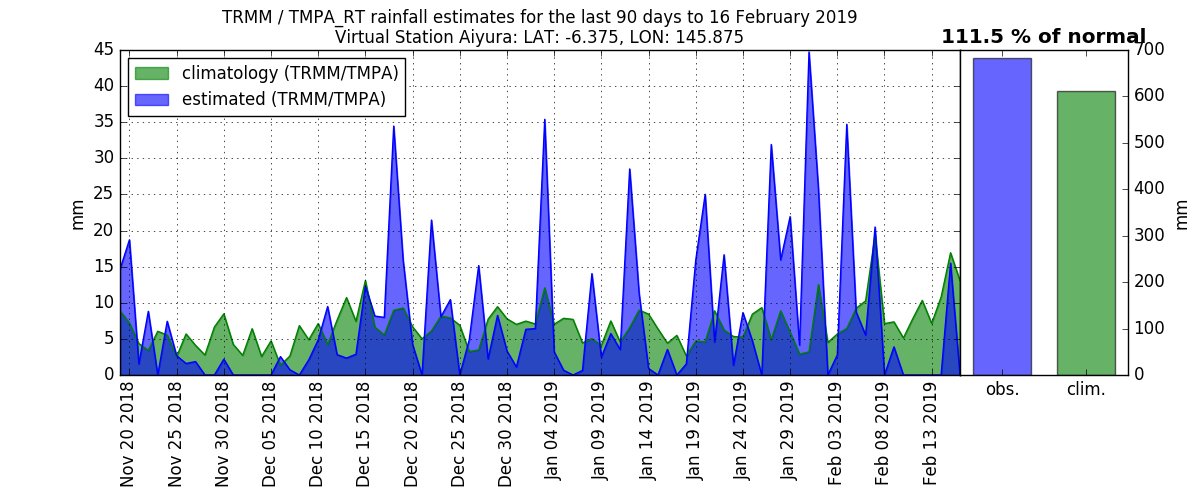 TRMM / TMPA_RT rainfall estimates for the last 90 days to 16 February 2019
Virtual Station Aiyura: LAT: -6.375, LON: 145.875
111.5 % of normal
climatology (TRMM/TMPA)
estimated (TRMM/TMPA)
mm
45
40
35
30
25
20
15
10
5
0
Nov 20 2018
Nov 25 2018
Nov 30 2018
Dec 05 2018
Dec 10 2018
Dec 15 2018
Dec 20 2018
Dec 25 2018
Dec 30 2018
Jan 04 2019
Jan 09 2019
Jan 14 2019
Jan 19 2019
Jan 24 2019
Jan 29 2019
Feb 03 2019
Feb 08 2019
Feb 13 2019
700
600
500
400
300
200
100
0
mm
obs.
clim.